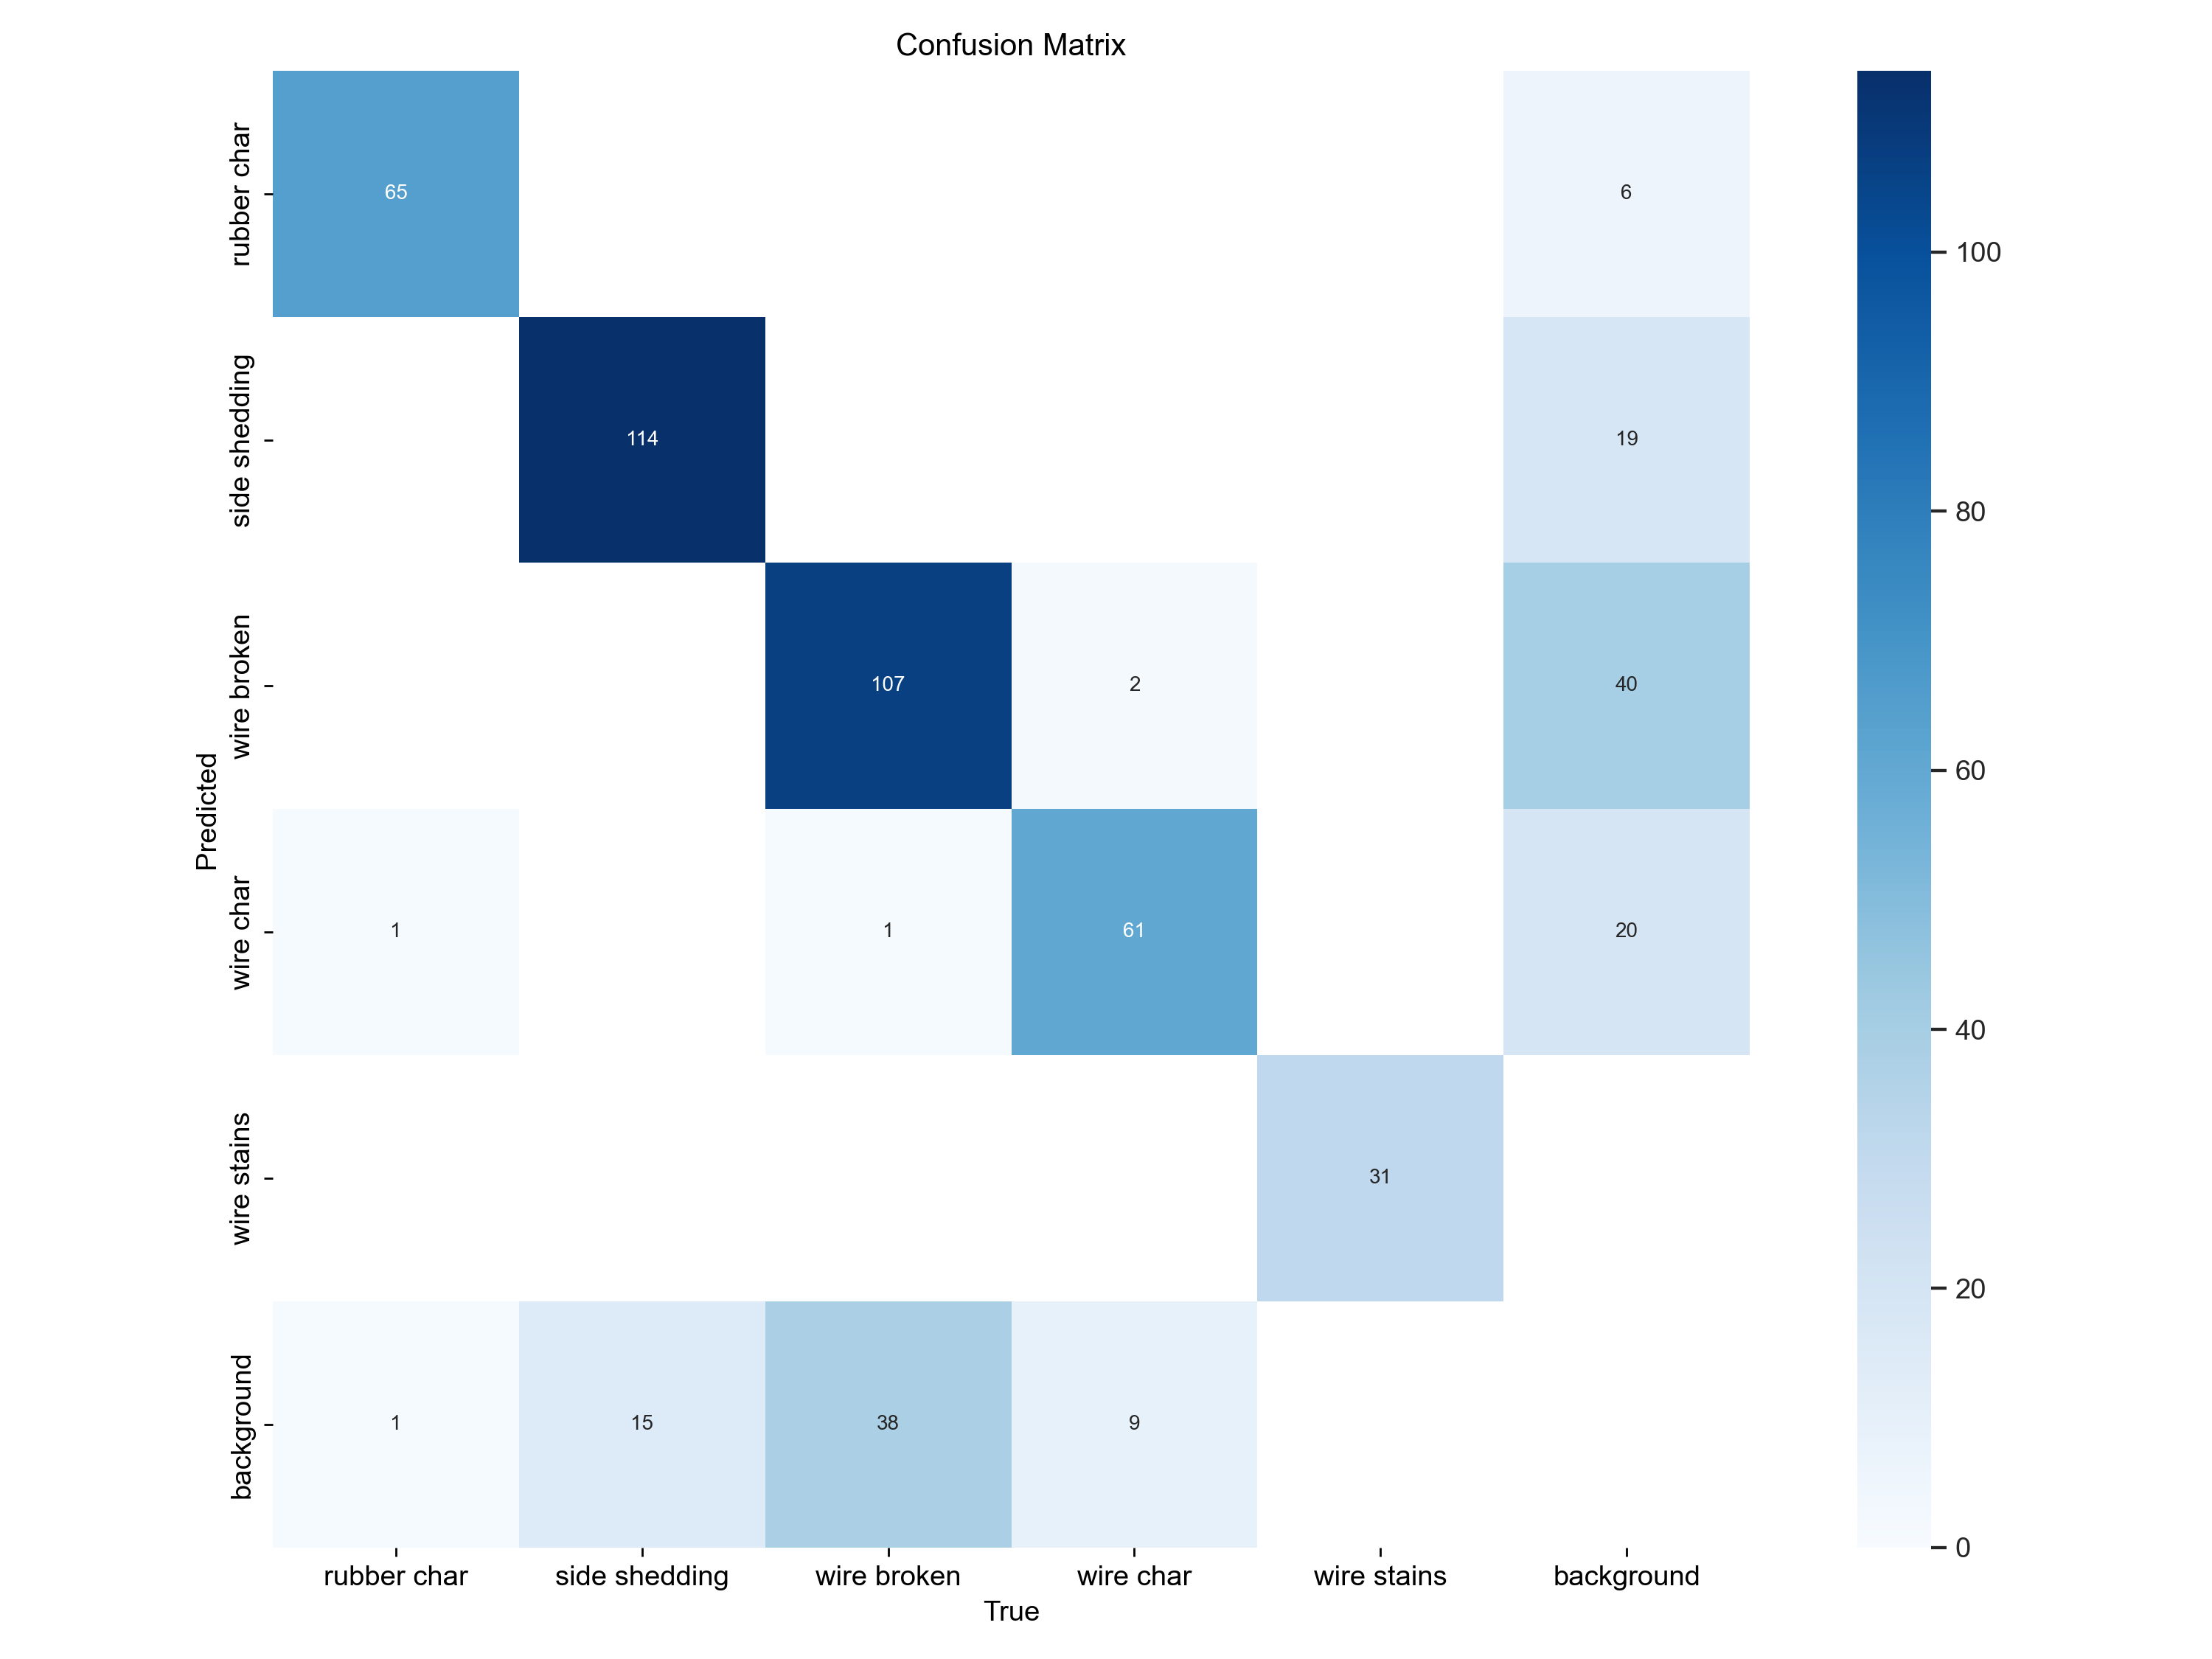 Confusion Matrix
rubber char
65
6
side shedding
114
19
wire broken
107
2
40
wire char
1
1
61
20
wire stains
31
background
1
15
38
9
Predicted
rubber char
side shedding
wire broken
wire char
wire stains
background
True
100
80
60
40
20
0